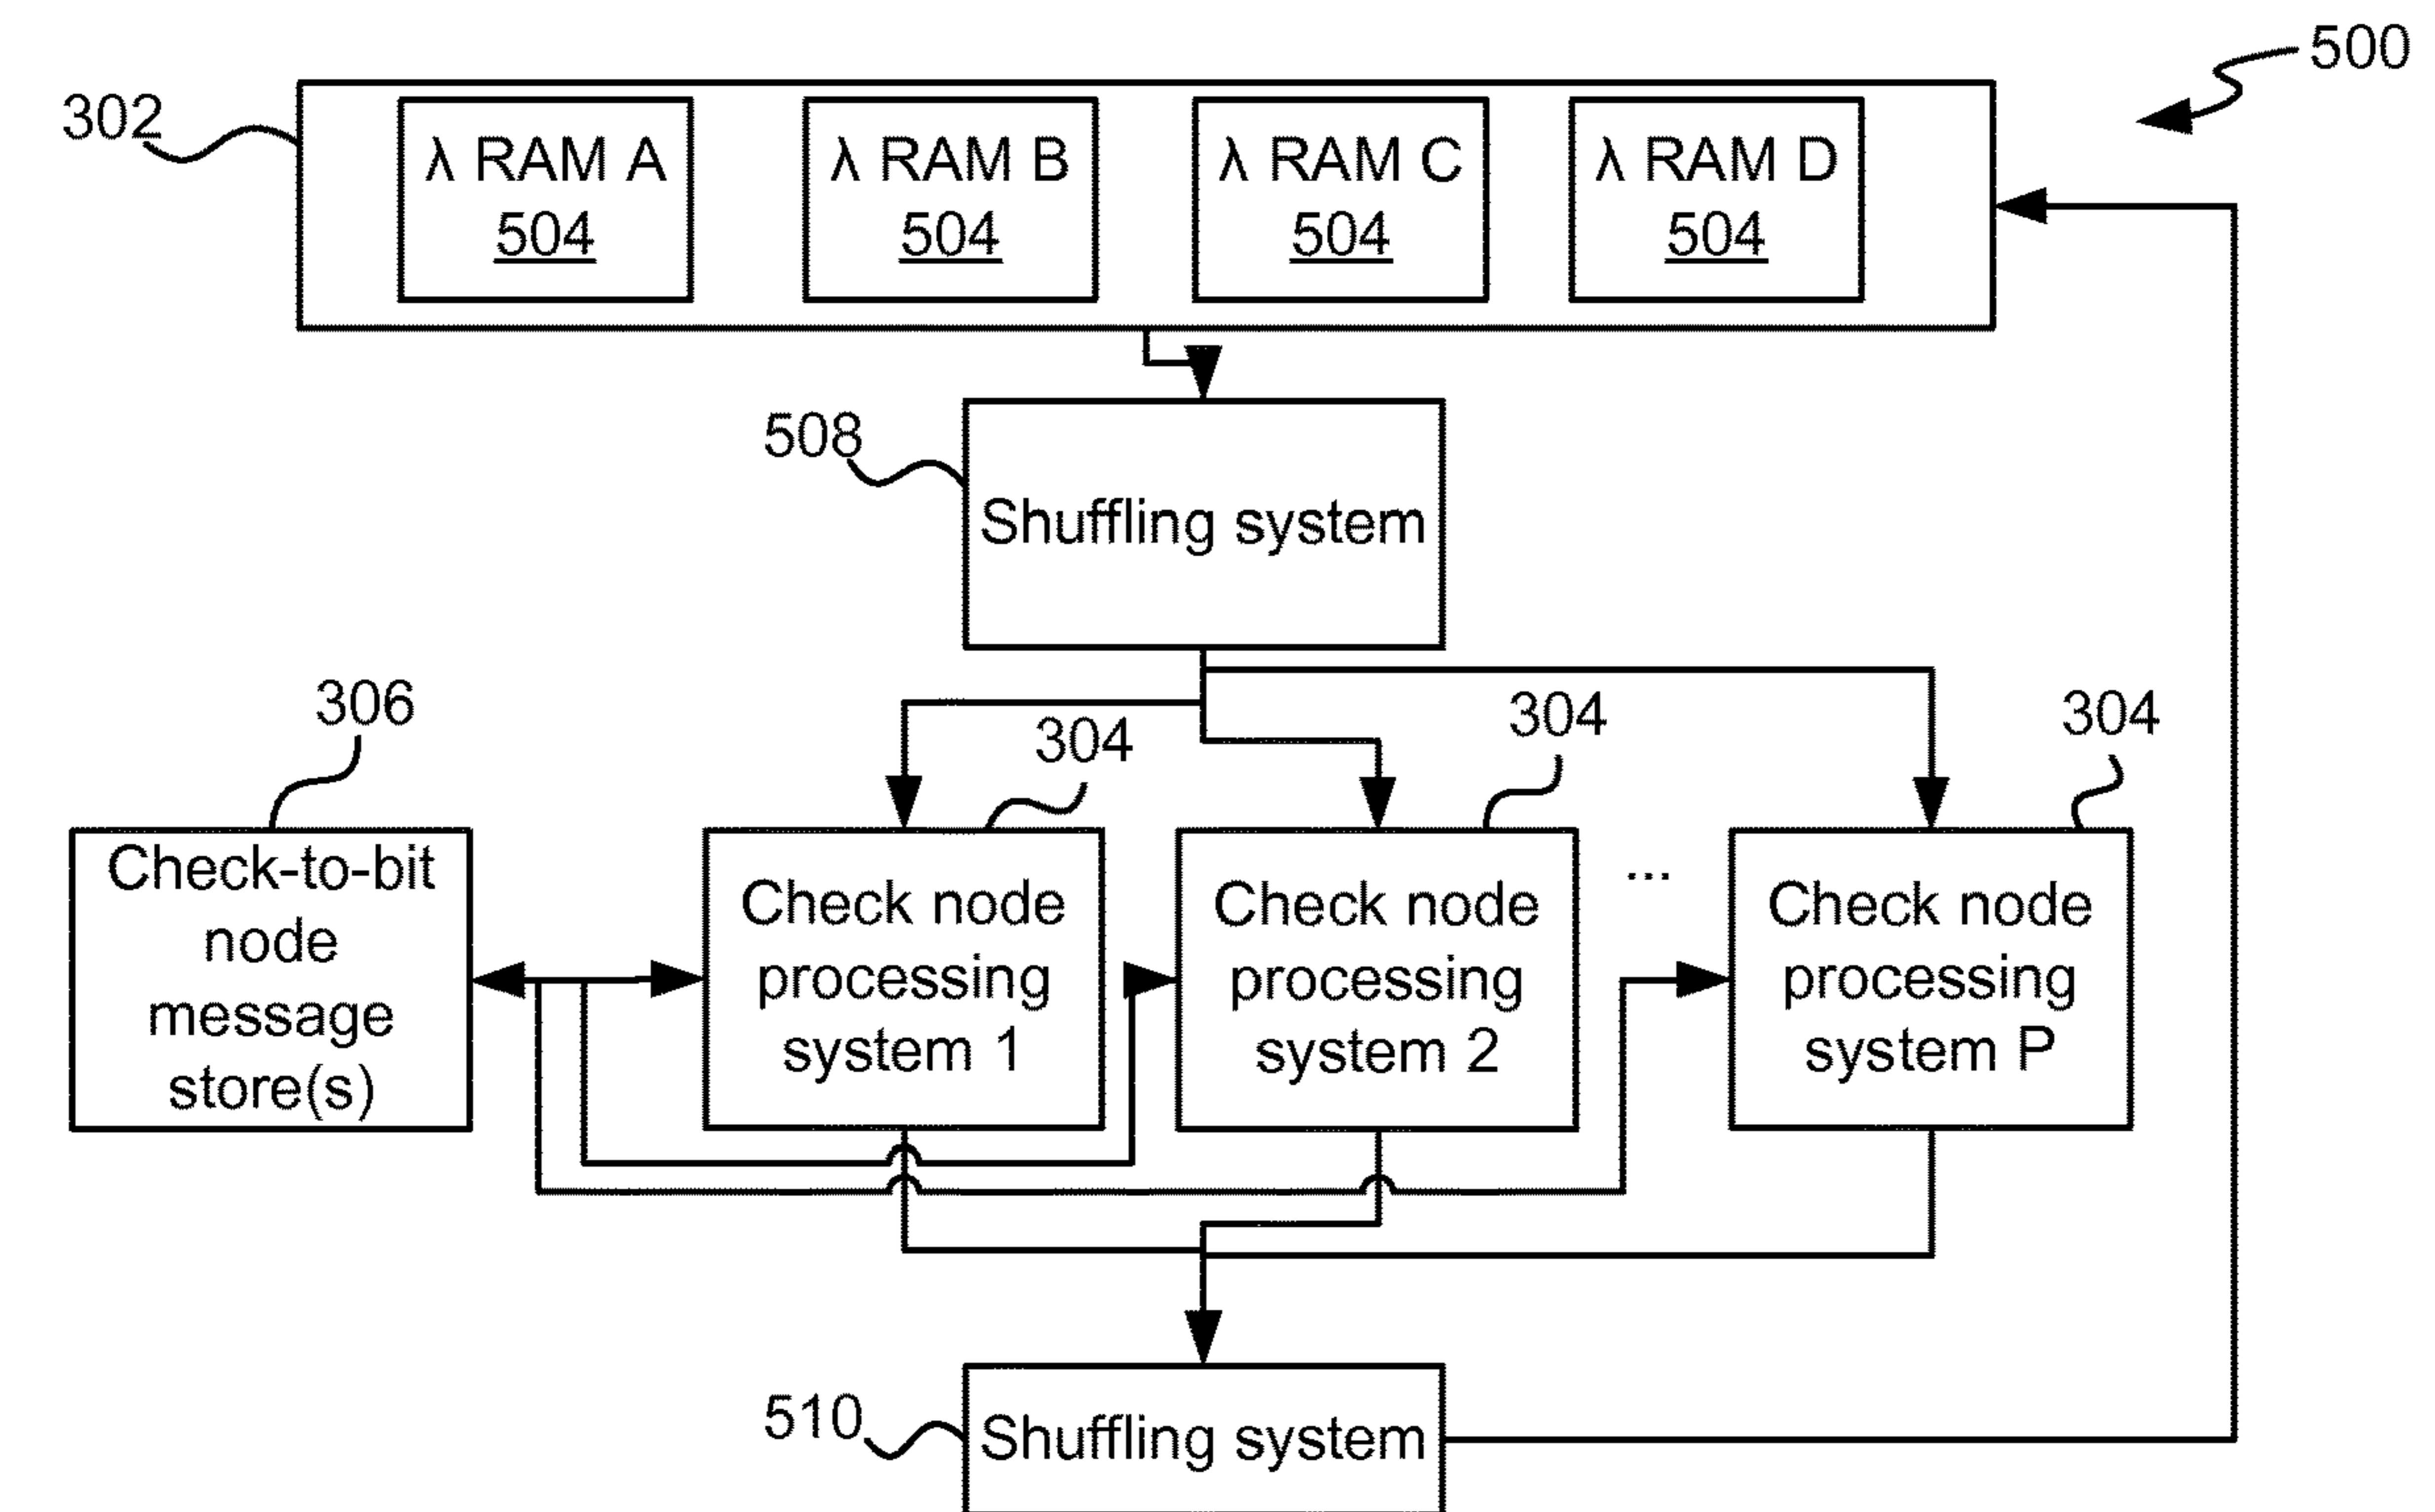 500
302
λ RAM A
504
λ RAM B
504
λ RAM C
504
λ RAM D
504
508
Shuffling system
306
304
304
304
Check-to-bit
node
message
store(s)
Check node
processing
system 1
Check node
processing
system 2
...
Check node
processing
system P
510
Shuffling system